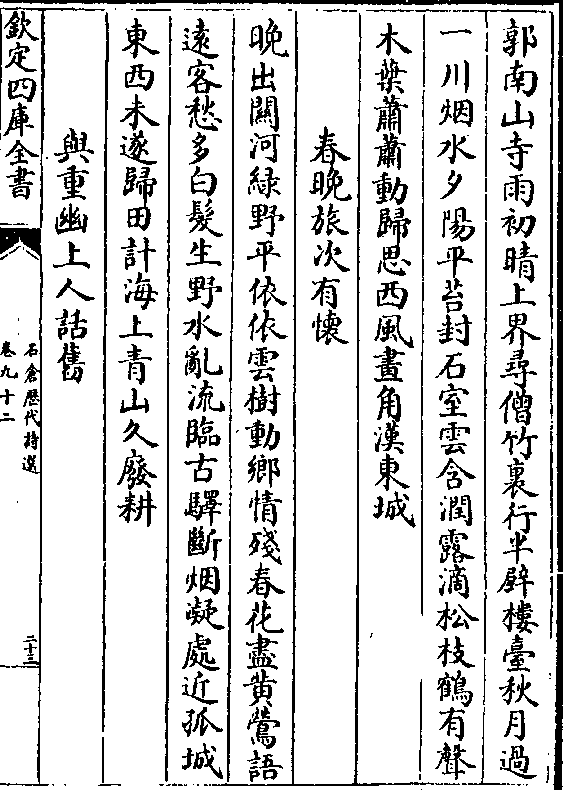 郭南山寺雨初晴上界尋僧竹裏行半壁樓臺秋月過
一川烟水夕陽平苔封石室雲含潤露滴松枝鶴有聲
木葉蕭蕭動歸思西風畫角漢東城
春晚旅次有懷
晚出關河綠野平依依雲樹動鄉情殘春花盡黃鶯語
遠客愁多白髮生野水亂流臨古驛斷烟凝處近孤城
東西未遂歸田計海上青山久廢耕
與重幽上人話舊
欽定四庫全書
石倉歷代詩選
卷九十二
二十三